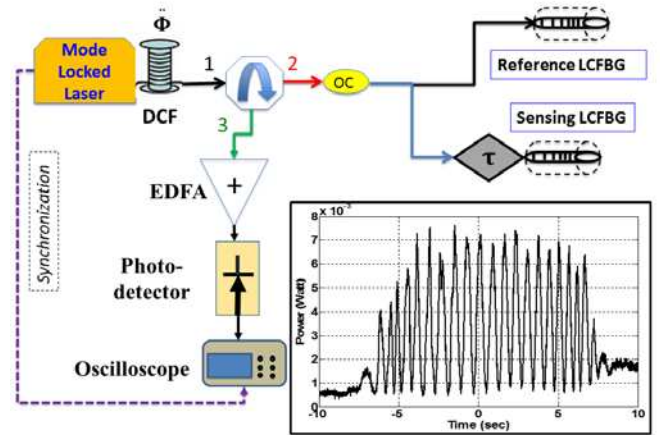 Mode
Locked
Laser
Φ̈
DCF
1
2
3
OC
Reference LCFBG
Sensing LCFBG
τ
Synchronization
EDFA
+
Photo-
detector
Oscilloscope
8 x 10⁻³
7
6
5
4
3
2
1
0
Power (Watt)
-10 -5 0 5 10
Time (sec)